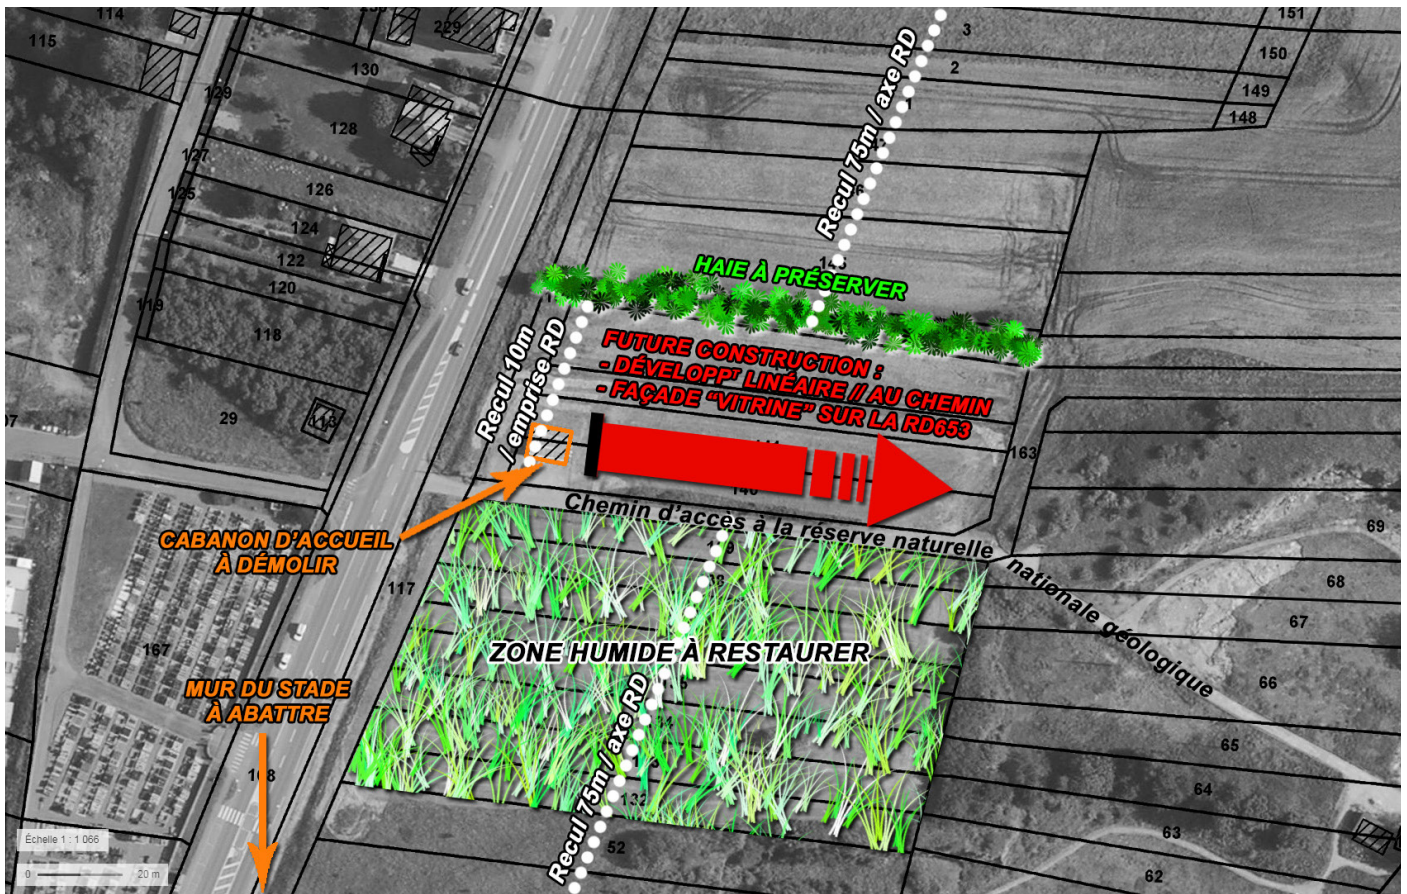 114
115
229
130
129
128
127
126
125
124
122
120
119
118
29
113
117
167
168
3
2
151
150
149
148
Recul 75m / axe RD
HAIE À PRÉSERVER
Recul 10m
/ emprise RD
FUTURE CONSTRUCTION :
- DÉVELOPPᵀ LINÉAIRE // AU CHEMIN
- FAÇADE “VITRINE” SUR LA RD653
163
140
Chemin d'accès à la réserve naturelle
nationale géologique
CABANON D'ACCUEIL
À DÉMOLIR
ZONE HUMIDE À RESTAURER
MUR DU STADE
À ABATTRE
Recul 75m / axe RD
132
52
69
68
67
66
65
64
63
62
Échelle 1 : 1 066
0 20 m